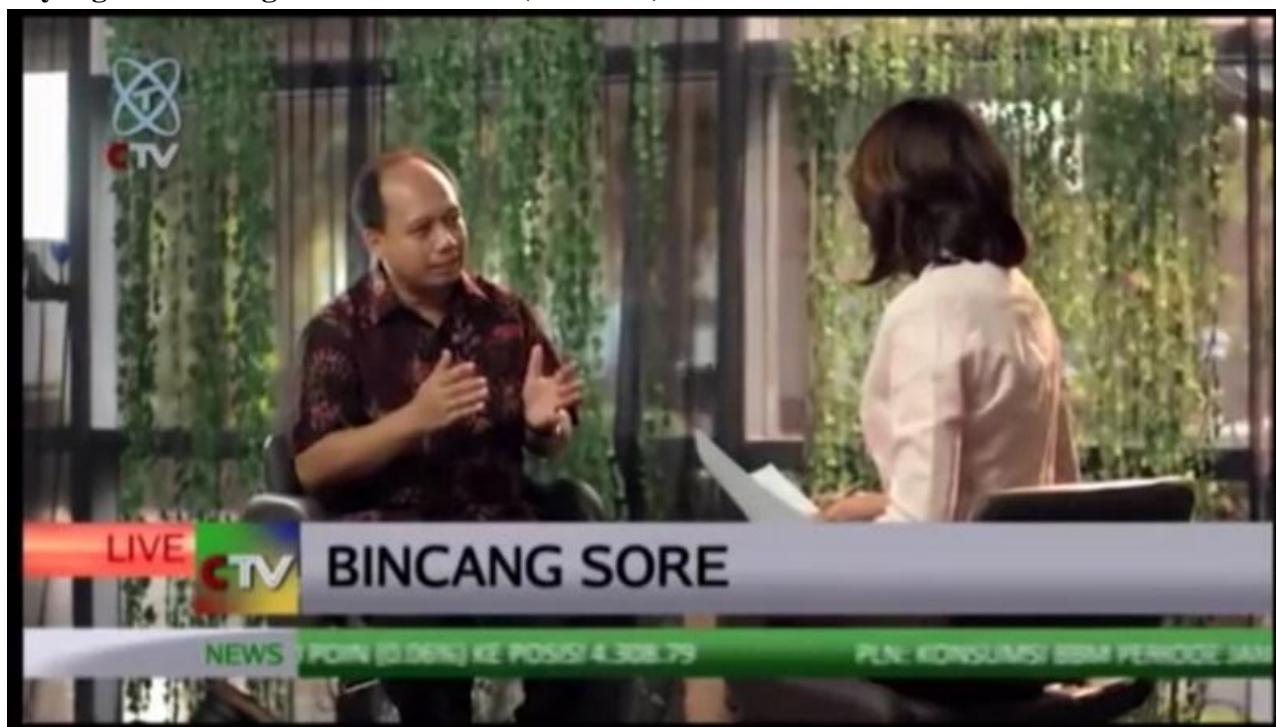 CTV
LIVE
CTV
BINCANG SORE
NEWS
POIN (0.06%) KE POSISI 4.308.79
PLN: KONSUMSI BBM PERIODE JAN